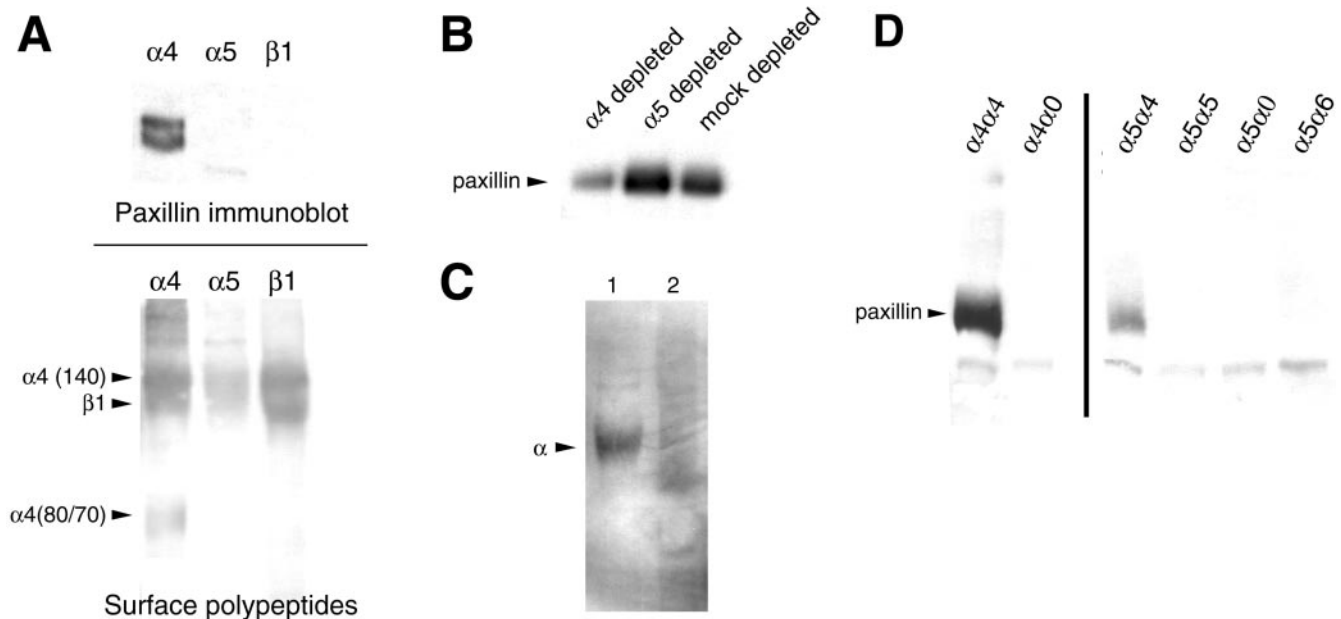 A
α4 α5 β1
Paxillin immunoblot
α4 α5 β1
α4 (140)
β1
α4(80/70)
Surface polypeptides
B
α4 depleted
α5 depleted
mock depleted
paxillin
C
1 2
α
D
α4α4
α4α0
α5α4
α5α5
α5α0
α5α6
paxillin